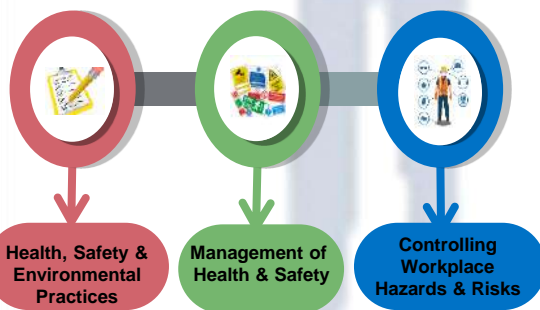 Health, Safety &
Environmental
Practices
Management of
Health & Safety
Controlling
Workplace
Hazards & Risks